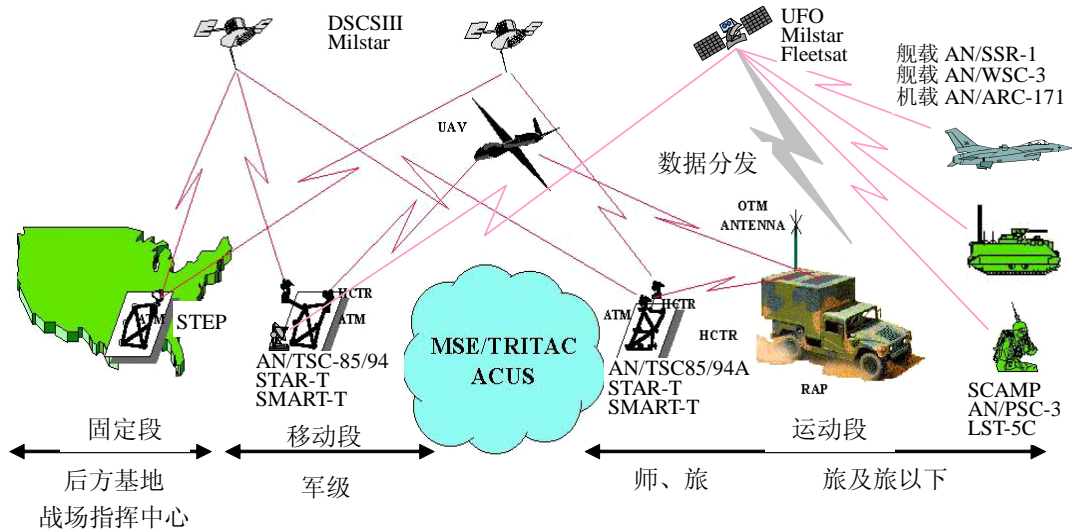 DSCSIII
Milstar
UFO
Milstar
Fleetsat
舰载 AN/SSR-1
舰载 AN/WSC-3
机载 AN/ARC-171
UAV
数据分发
OTM
ANTENNA
ATM
STEP
HCTR
ATM
AN/TSC-85/94
STAR-T
SMART-T
MSE/TRITAC
ACUS
ATM
HCTR
HCTR
AN/TSC85/94A
STAR-T
SMART-T
RAP
SCAMP
AN/PSC-3
LST-5C
固定段
移动段
运动段
后方基地
战场指挥中心
军级
师、旅
旅及旅以下